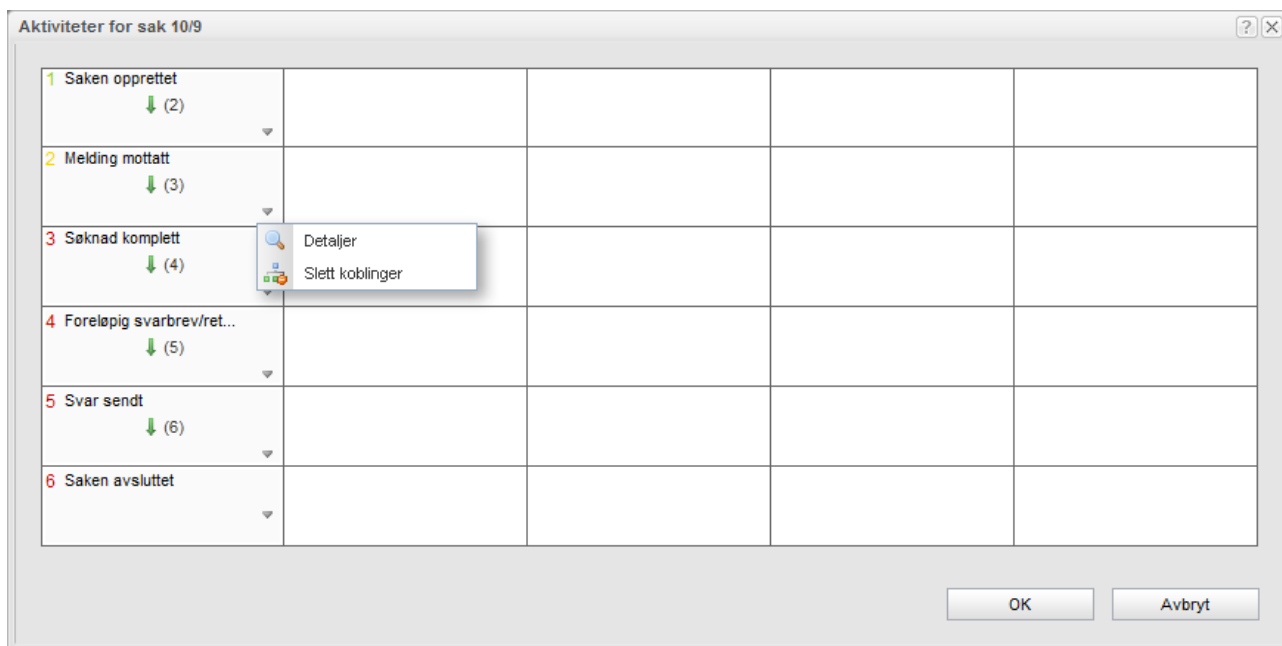 Aktiviteter for sak 10/9
1 Saken opprettet
(2)
2 Melding mottatt
(3)
3 Søknad komplett
(4)
Detaljer
Slett koblinger
4 Foreløpig svarbrev/ret...
(5)
5 Svar sendt
(6)
6 Saken avsluttet
OK
Avbryt